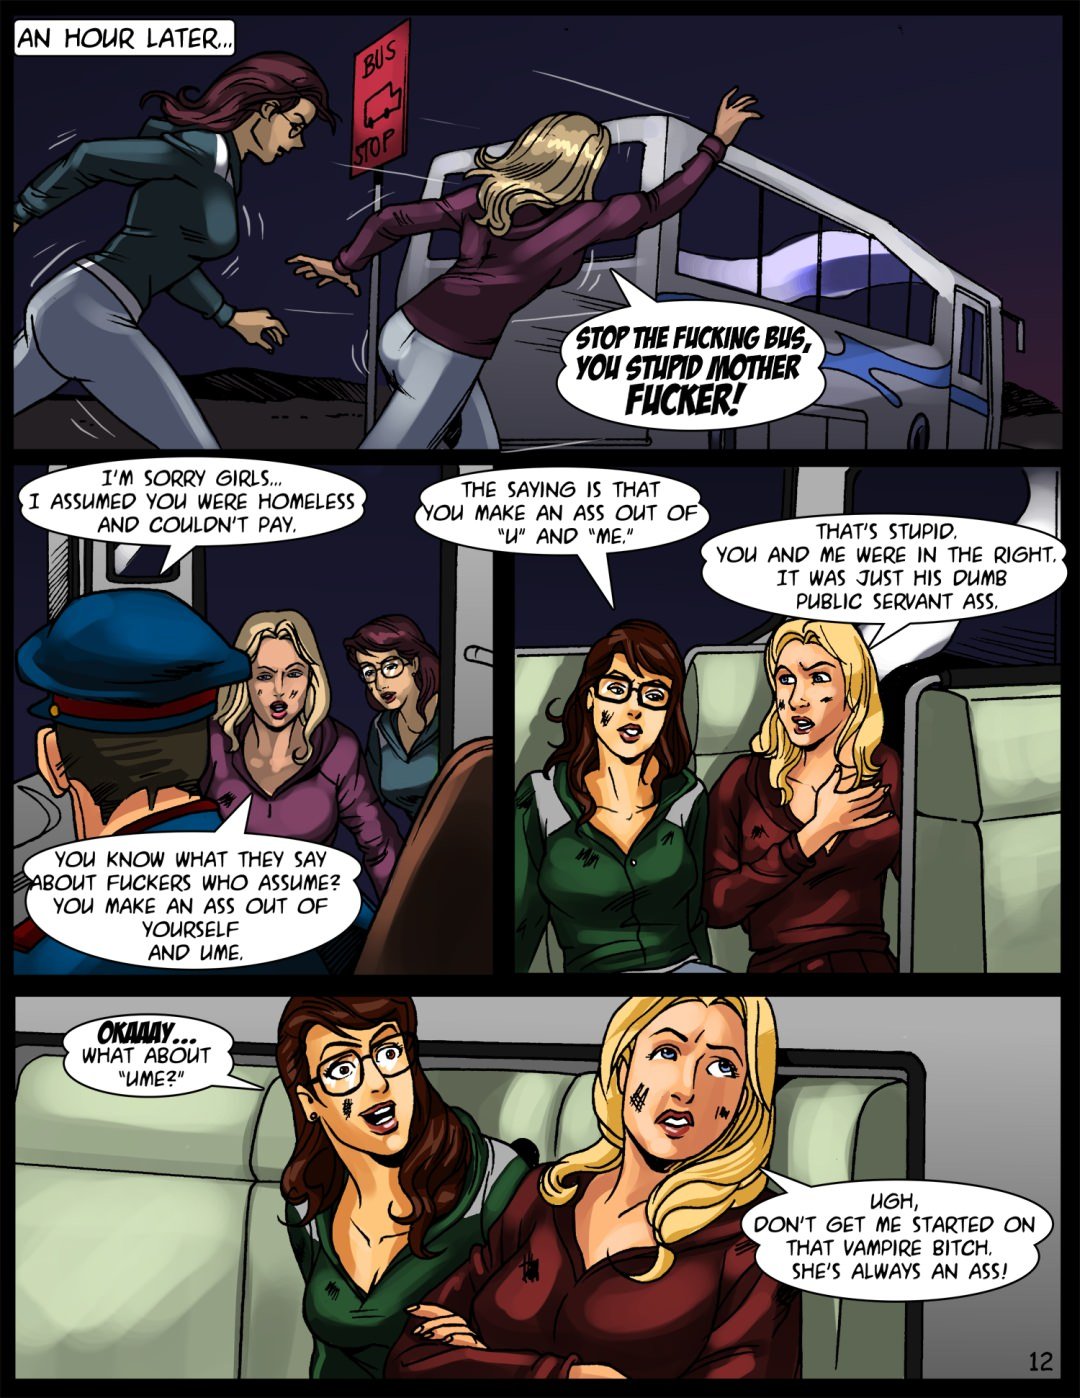 AN HOUR LATER...
BUS
STOP
STOP THE FUCKING BUS,
YOU STUPID MOTHER
FUCKER!
I'M SORRY GIRLS...
I ASSUMED YOU WERE HOMELESS
AND COULDN'T PAY.
YOU KNOW WHAT THEY SAY
ABOUT FUCKERS WHO ASSUME?
YOU MAKE AN ASS OUT OF
YOURSELF
AND UME.
THE SAYING IS THAT
YOU MAKE AN ASS OUT OF
"U" AND "ME."
THAT'S STUPID.
YOU AND ME WERE IN THE RIGHT.
IT WAS JUST HIS DUMB
PUBLIC SERVANT ASS.
OKAAAY...
WHAT ABOUT
"UME?"
UGH,
DON'T GET ME STARTED ON
THAT VAMPIRE BITCH.
SHE'S ALWAYS AN ASS!
12